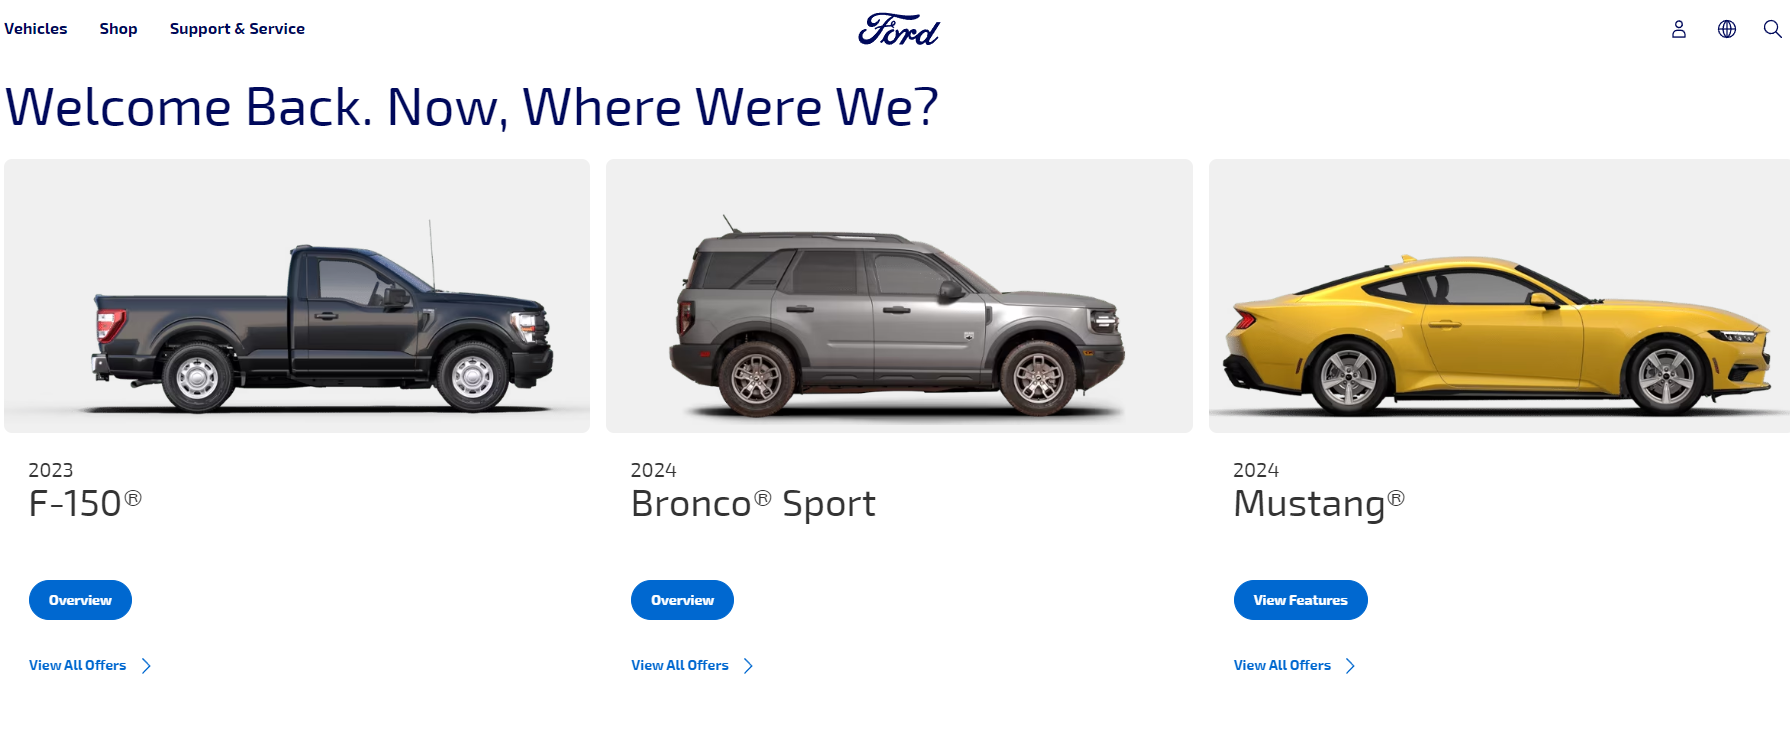 Vehicles Shop Support & Service Ford
Welcome Back. Now, Where Were We?
2023
F-150®
Overview
View All Offers
2024
Bronco® Sport
Overview
View All Offers
2024
Mustang®
View Features
View All Offers